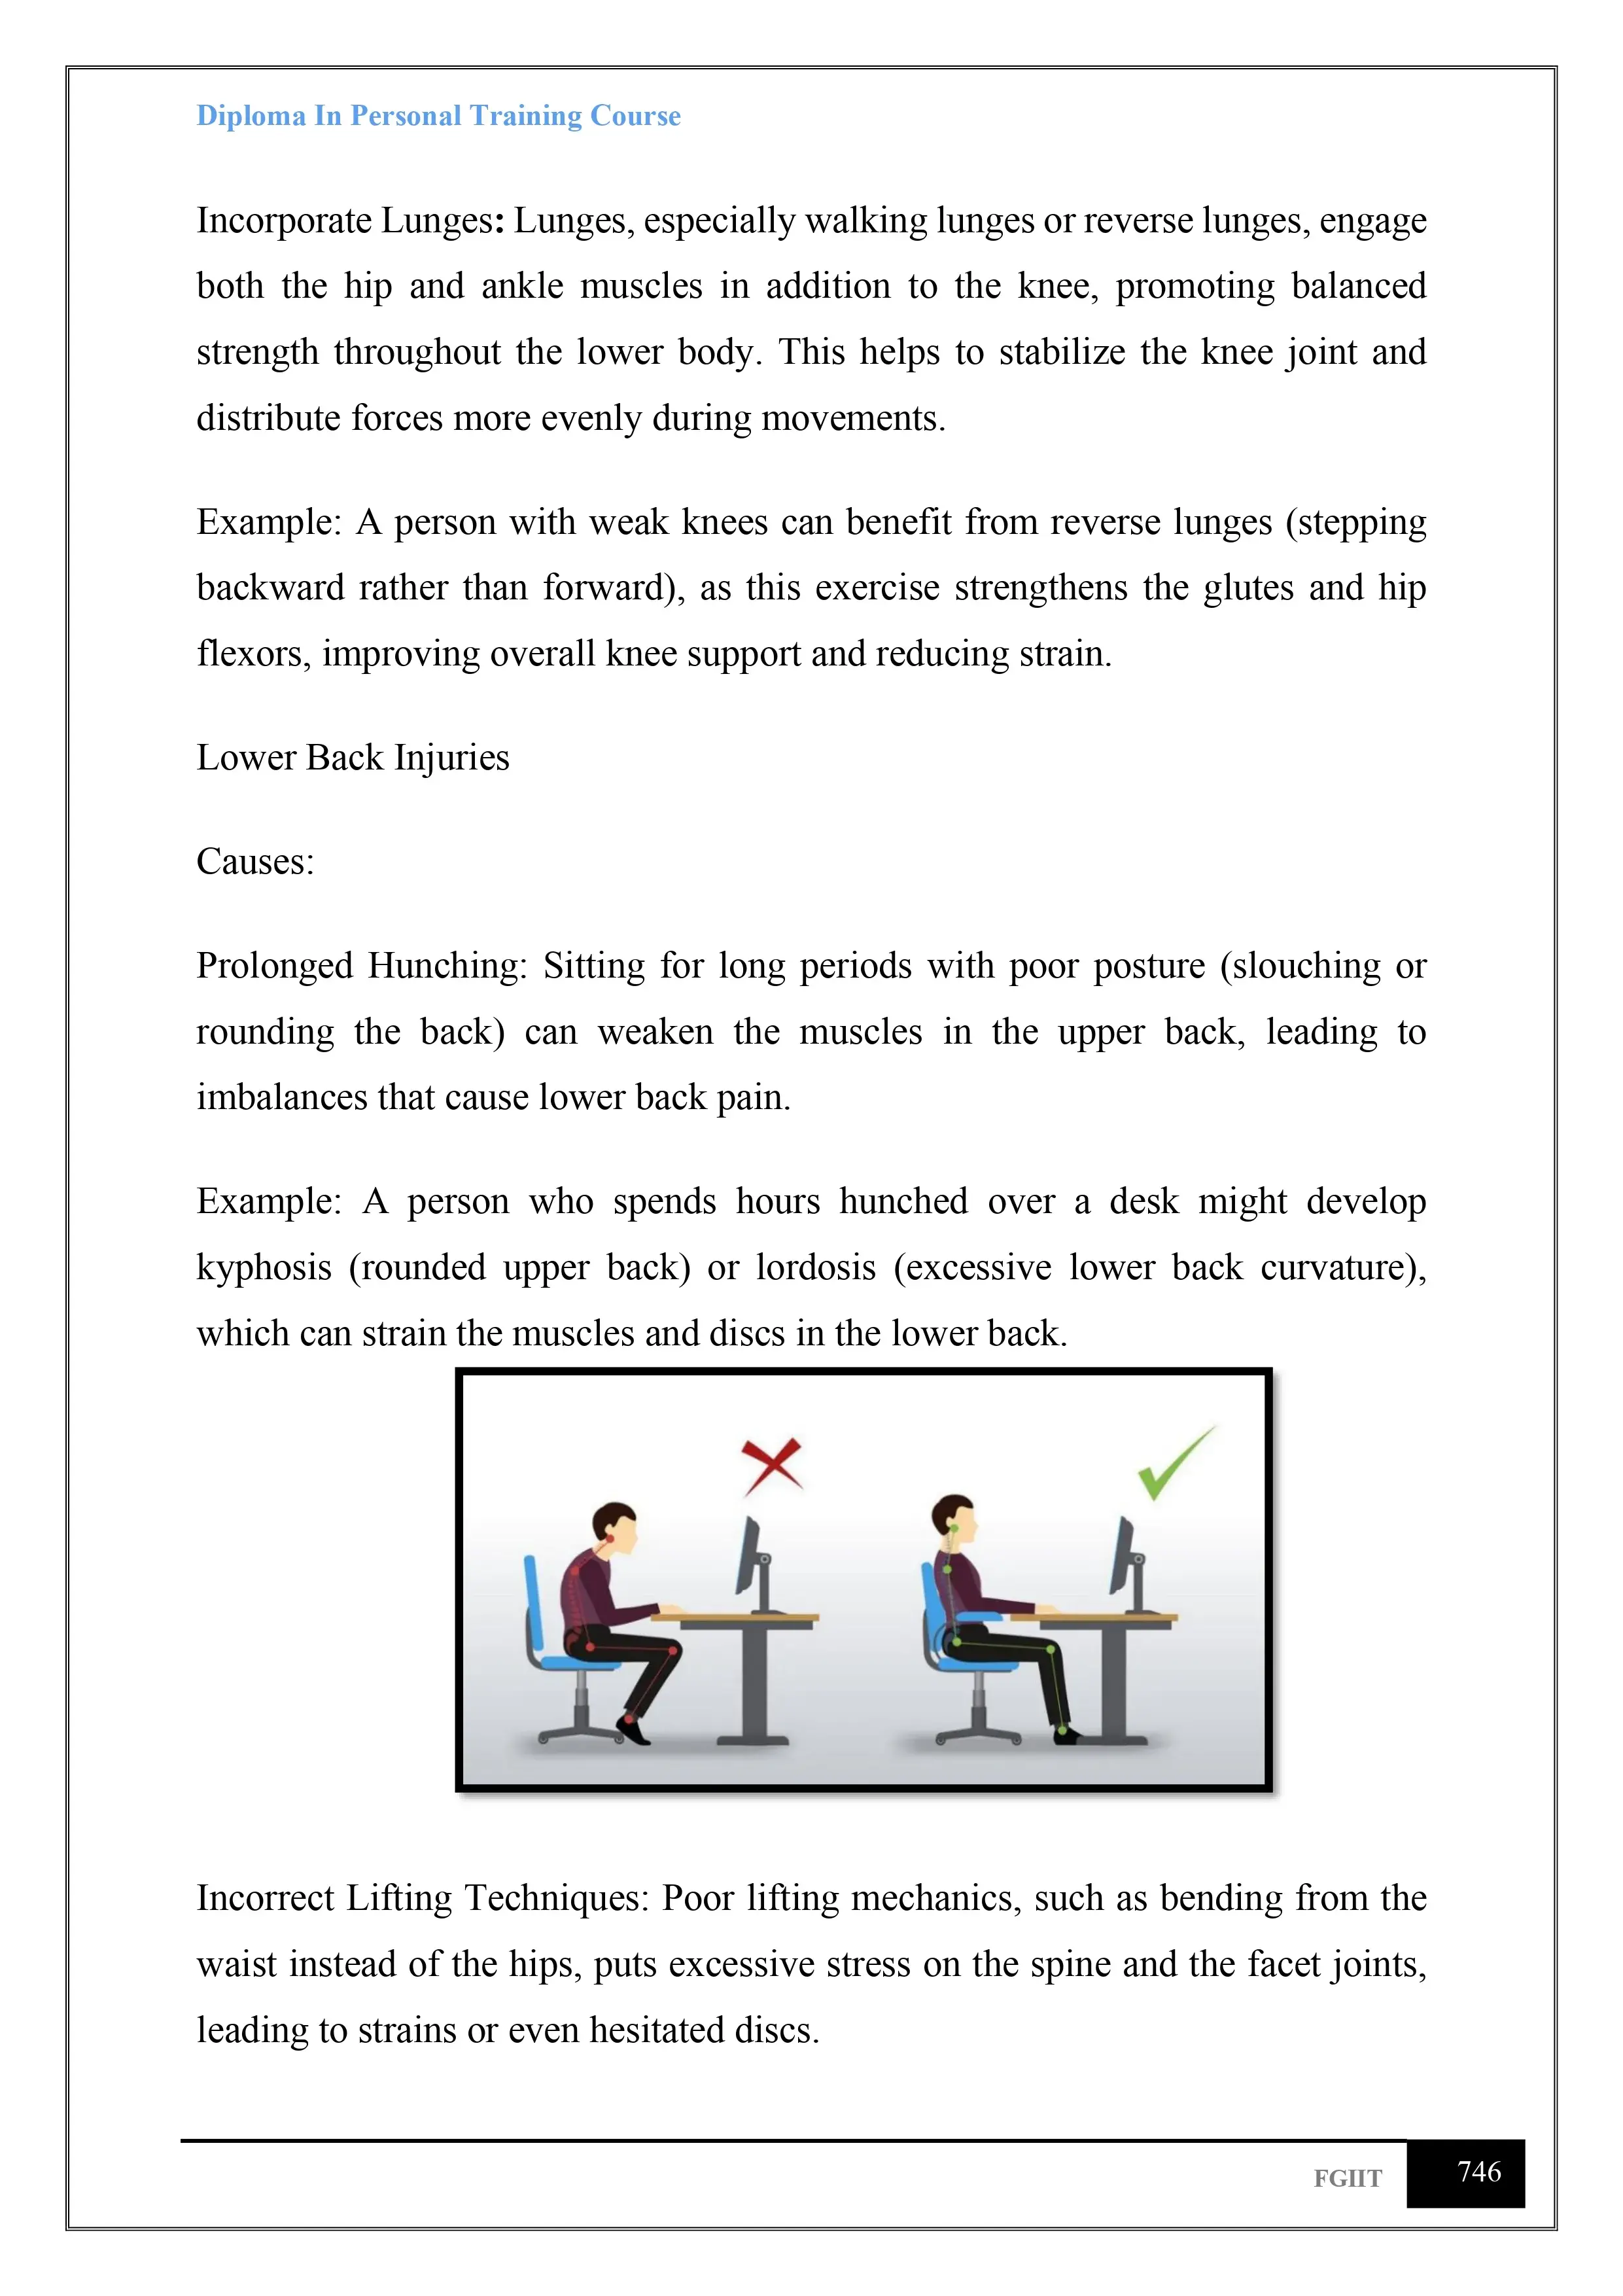 Diploma In Personal Training Course
Incorporate Lunges: Lunges, especially walking lunges or reverse lunges, engage
both the hip and ankle muscles in addition to the knee, promoting balanced
strength throughout the lower body. This helps to stabilize the knee joint and
distribute forces more evenly during movements.
Example: A person with weak knees can benefit from reverse lunges (stepping
backward rather than forward), as this exercise strengthens the glutes and hip
flexors, improving overall knee support and reducing strain.
Lower Back Injuries
Causes:
Prolonged Hunching: Sitting for long periods with poor posture (slouching or
rounding the back) can weaken the muscles in the upper back, leading to
imbalances that cause lower back pain.
Example: A person who spends hours hunched over a desk might develop
kyphosis (rounded upper back) or lordosis (excessive lower back curvature),
which can strain the muscles and discs in the lower back.
Incorrect Lifting Techniques: Poor lifting mechanics, such as bending from the
waist instead of the hips, puts excessive stress on the spine and the facet joints,
leading to strains or even hesitated discs.
FGIIT
746